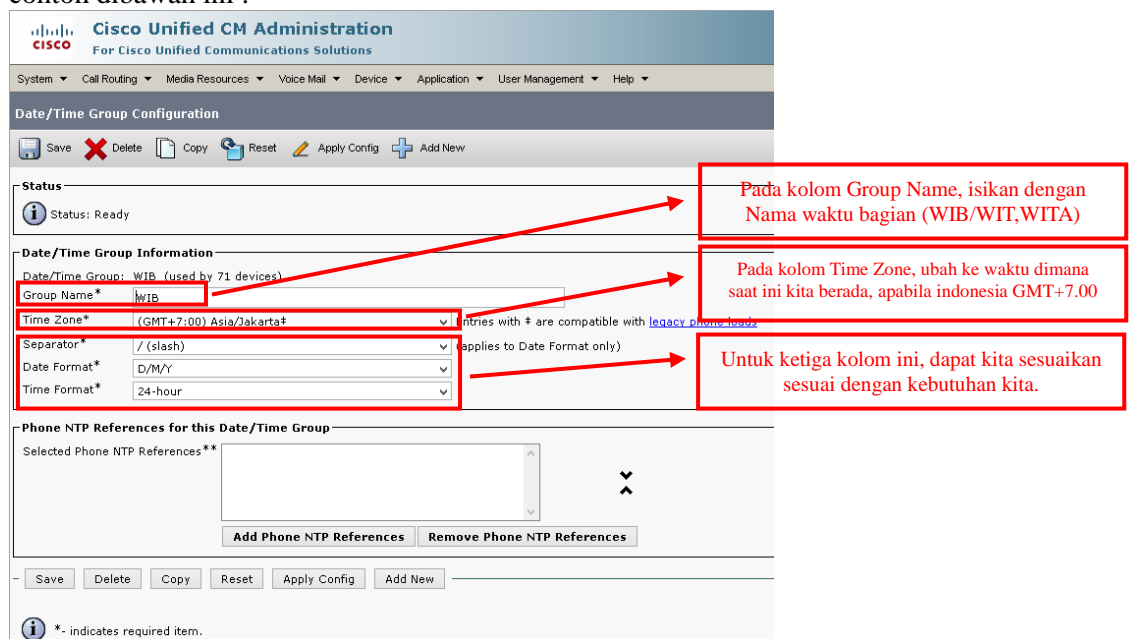 contoh dibawah ini :
Cisco Unified CM Administration
CISCO
For Cisco Unified Communications Solutions
System Call Routing Media Resources Voice Mail Device Application User Management Help
Date/Time Group Configuration
Save Delete Copy Reset Apply Config Add New
Status
Status: Ready
Pada kolom Group Name, isikan dengan
Nama waktu bagian (WIB/WIT,WITA)
Date/Time Group Information
Date/Time Group: WIB (used by 71 devices)
Group Name* WIB
Time Zone* (GMT+7:00) Asia/Jakarta‡ Entries with ‡ are compatible with legacy phone loads
Pada kolom Time Zone, ubah ke waktu dimana
saat ini kita berada, apabila indonesia GMT+7.00
Separator* / (slash) (applies to Date Format only)
Date Format* D/M/Y
Time Format* 24-hour
Untuk ketiga kolom ini, dapat kita sesuaikan
sesuai dengan kebutuhan kita.
Phone NTP References for this Date/Time Group
Selected Phone NTP References**
Add Phone NTP References Remove Phone NTP References
Save Delete Copy Reset Apply Config Add New
*- indicates required item.